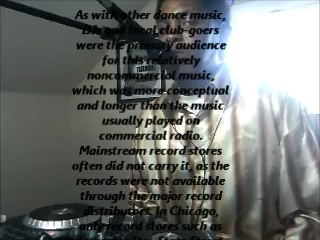 As with other dance music,
DJs and local club-goers
were the primary audience
for this relatively
noncommercial music,
which was more conceptual
and longer than the music
usually played on
commercial radio.
Mainstream record stores
often did not carry it, as the
records were not available
through the major record
distributors. In Chicago,
only record stores such as